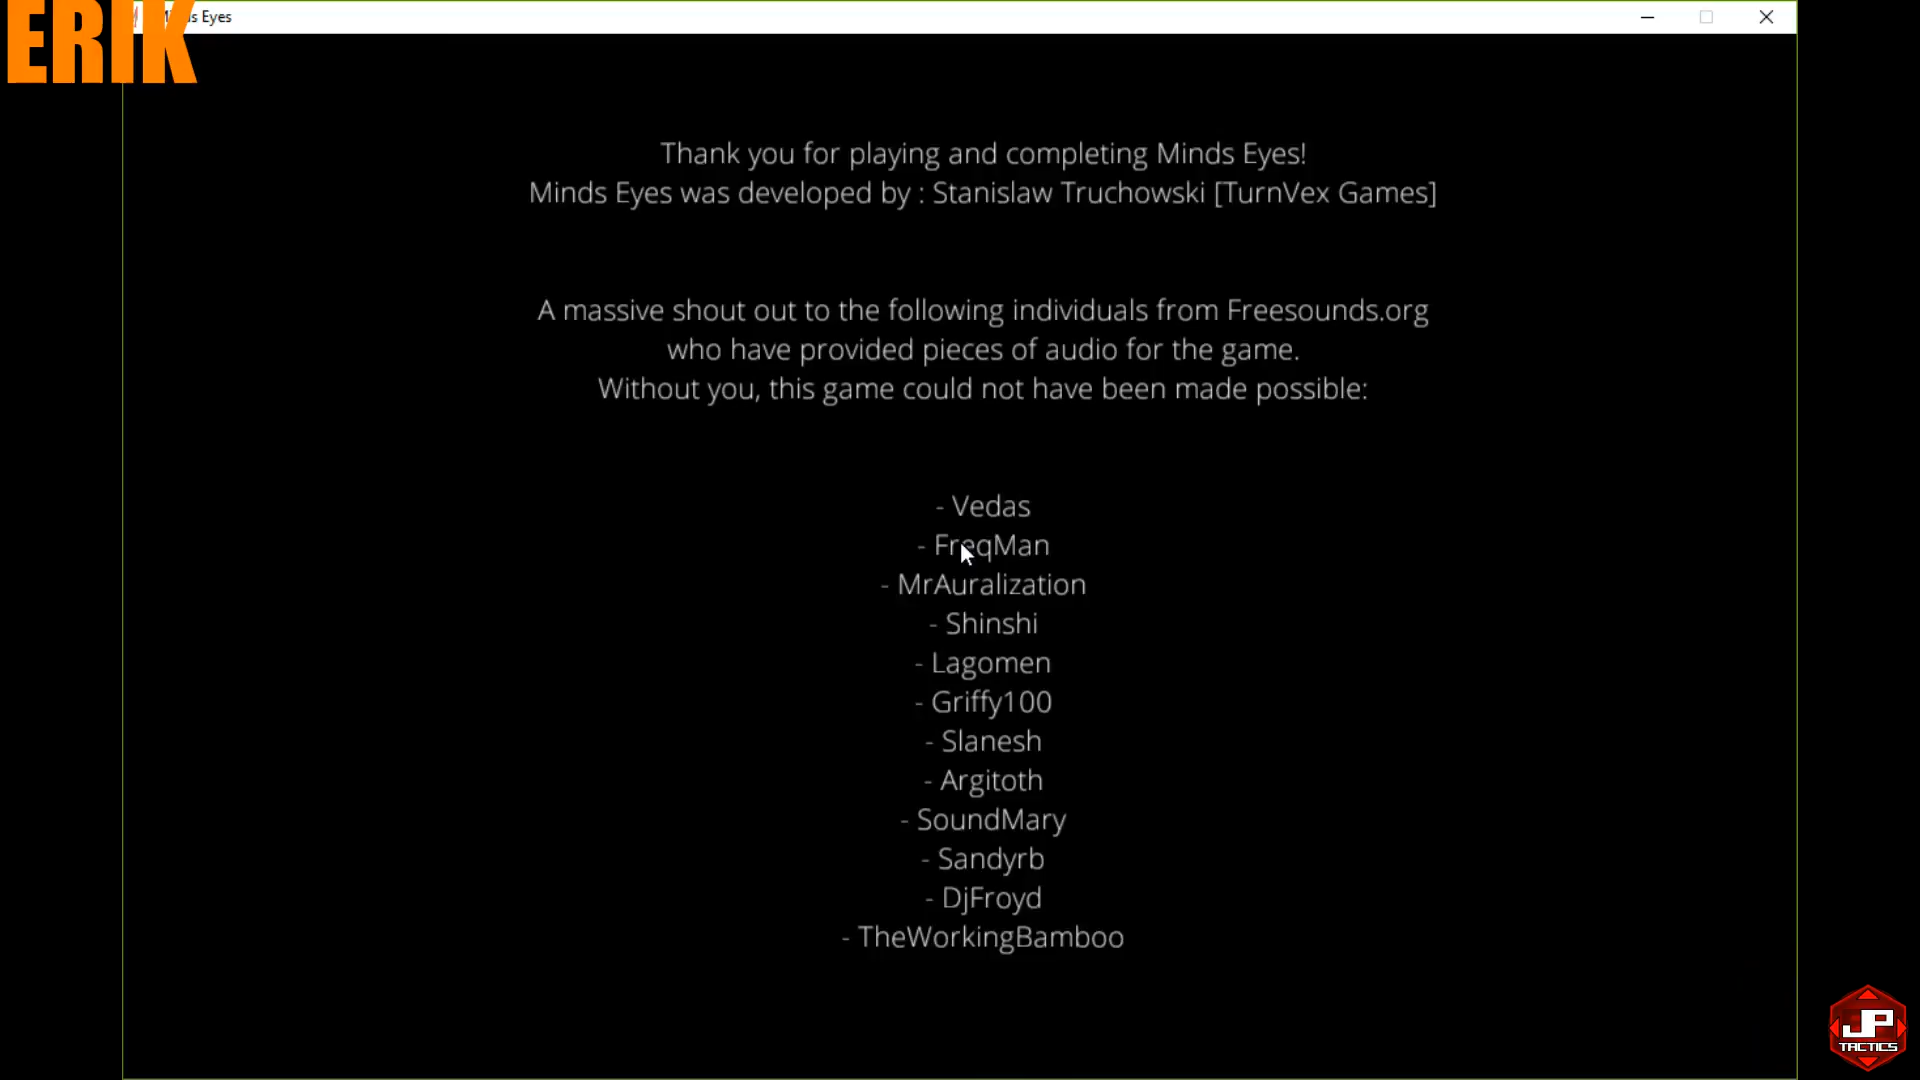 ERIK
s Eyes
Thank you for playing and completing Minds Eyes!
Minds Eyes was developed by : Stanislaw Truchowski [TurnVex Games]
A massive shout out to the following individuals from Freesounds.org
who have provided pieces of audio for the game.
Without you, this game could not have been made possible:
- Vedas
- FreqMan
- MrAuralization
- Shinshi
- Lagomen
- Griffy100
- Slanesh
- Argitoth
- SoundMary
- Sandyrb
- DjFroyd
- TheWorkingBamboo
JP
TACTICS